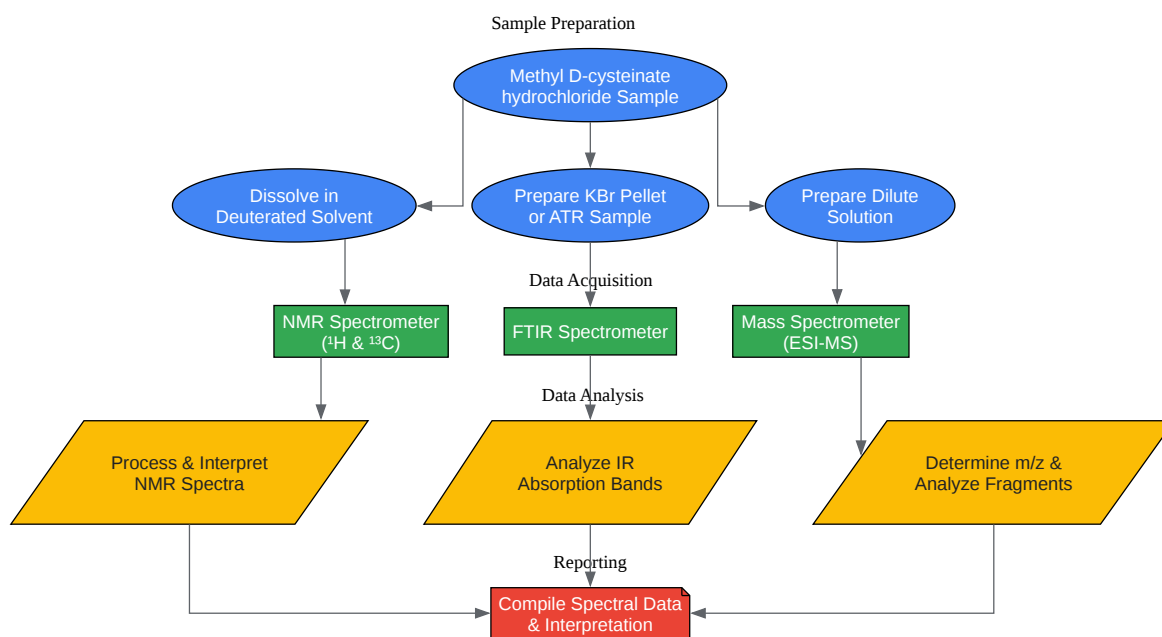 Sample Preparation
Methyl D-cysteinate
hydrochloride Sample
Dissolve in
Deuterated Solvent
Prepare KBr Pellet
or ATR Sample
Prepare Dilute
Solution
Data Acquisition
NMR Spectrometer
(¹H & ¹³C)
FTIR Spectrometer
Mass Spectrometer
(ESI-MS)
Data Analysis
Process & Interpret
NMR Spectra
Analyze IR
Absorption Bands
Determine m/z &
Analyze Fragments
Reporting
Compile Spectral Data
& Interpretation